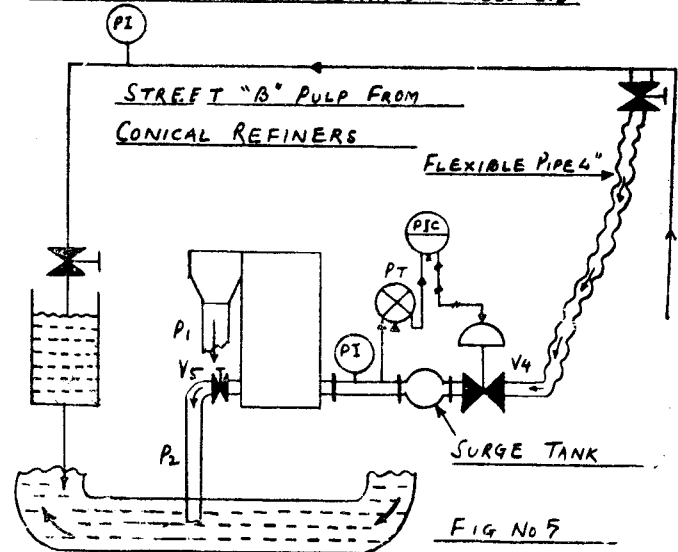 PI
STREET "B" PULP FROM
CONICAL REFINERS
FLEXIBLE PIPE 4"
PIC
PT
P1
PI
V4
V5
P2
SURGE TANK
FIG NO 5